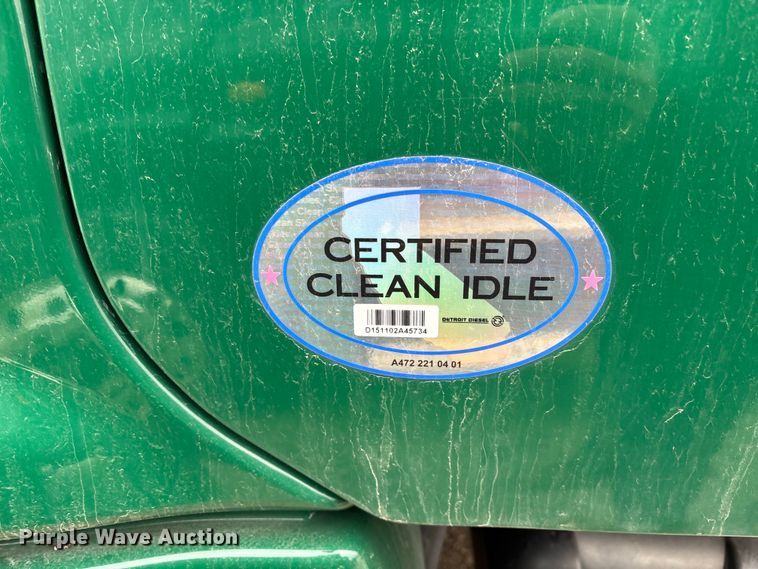 CERTIFIED
CLEAN IDLE
D151102A45734
DETROIT DIESEL
A472 221 04 01
Purple Wave Auction